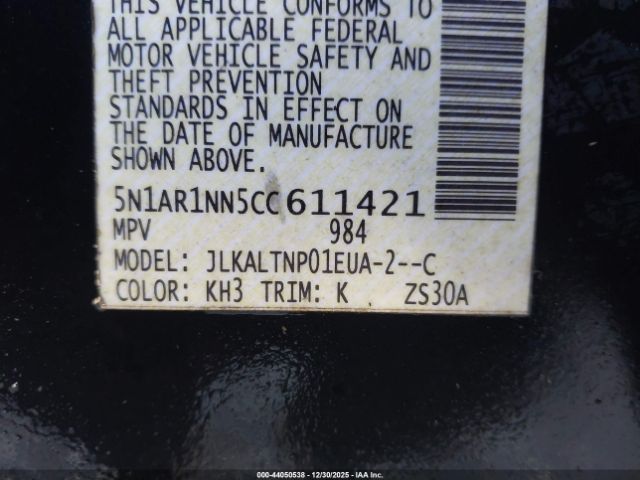 THIS VEHICLE CONFORMS TO
ALL APPLICABLE FEDERAL
MOTOR VEHICLE SAFETY AND
THEFT PREVENTION
STANDARDS IN EFFECT ON
THE DATE OF MANUFACTURE
SHOWN ABOVE.
5N1AR1NN5CC611421
MPV 984
MODEL: JLKALTNP01EUA-2--C
COLOR: KH3 TRIM: K ZS30A
000-44050538 - 12/30/2025 - IAA Inc.